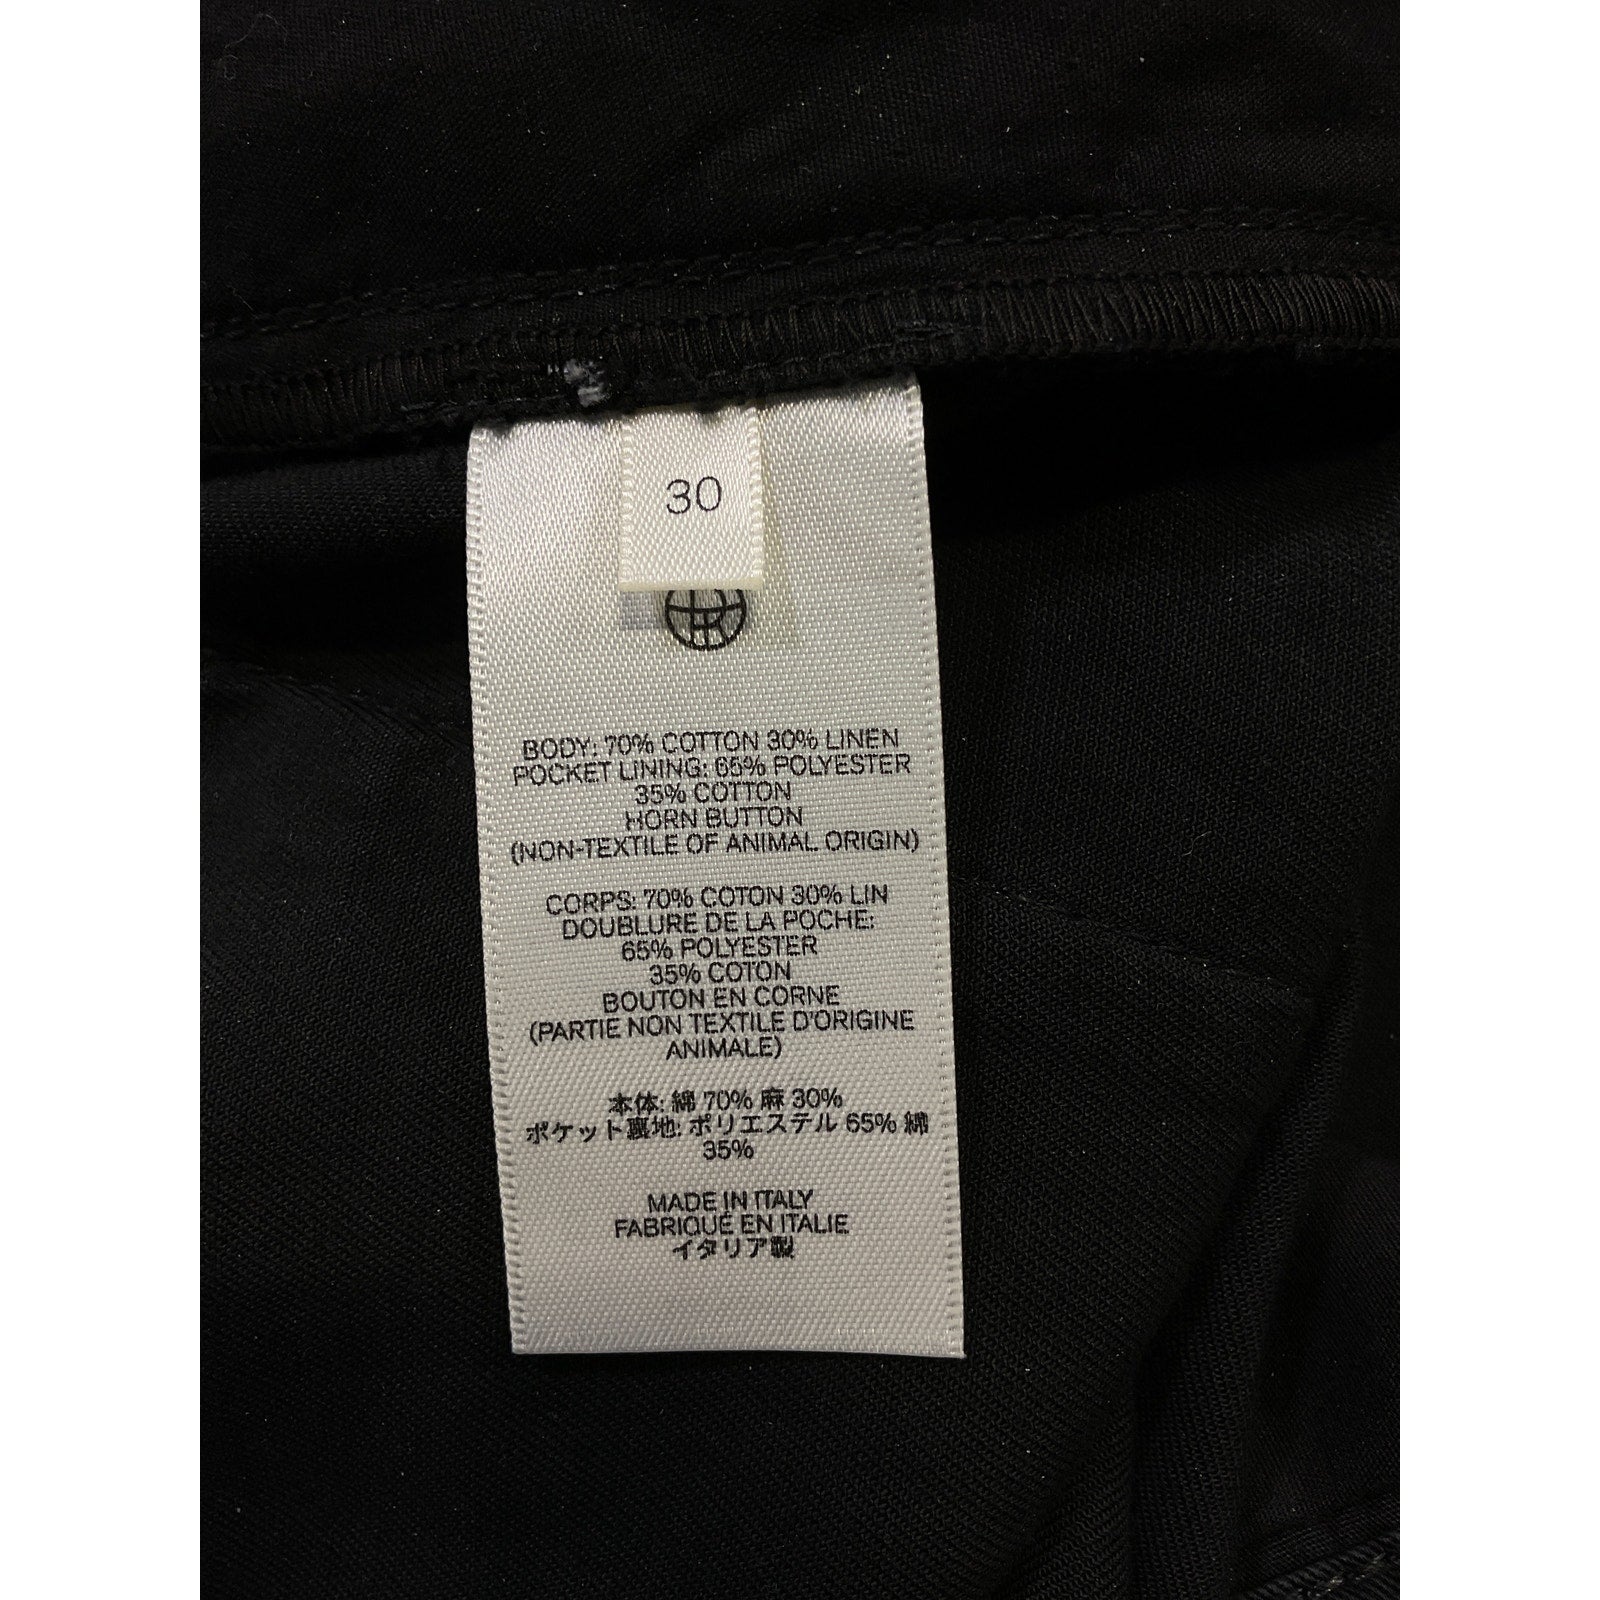 30
BODY: 70% COTTON 30% LINEN
POCKET LINING: 65% POLYESTER
35% COTTON
HORN BUTTON
(NON-TEXTILE OF ANIMAL ORIGIN)
CORPS: 70% COTON 30% LIN
DOUBLURE DE LA POCHE:
65% POLYESTER
35% COTON
BOUTON EN CORNE
(PARTIE NON TEXTILE D'ORIGINE
ANIMALE)
本体: 綿 70% 麻 30%
ポケット裏地: ポリエステル 65% 綿
35%
MADE IN ITALY
FABRIQUÉ EN ITALIE
イタリア製